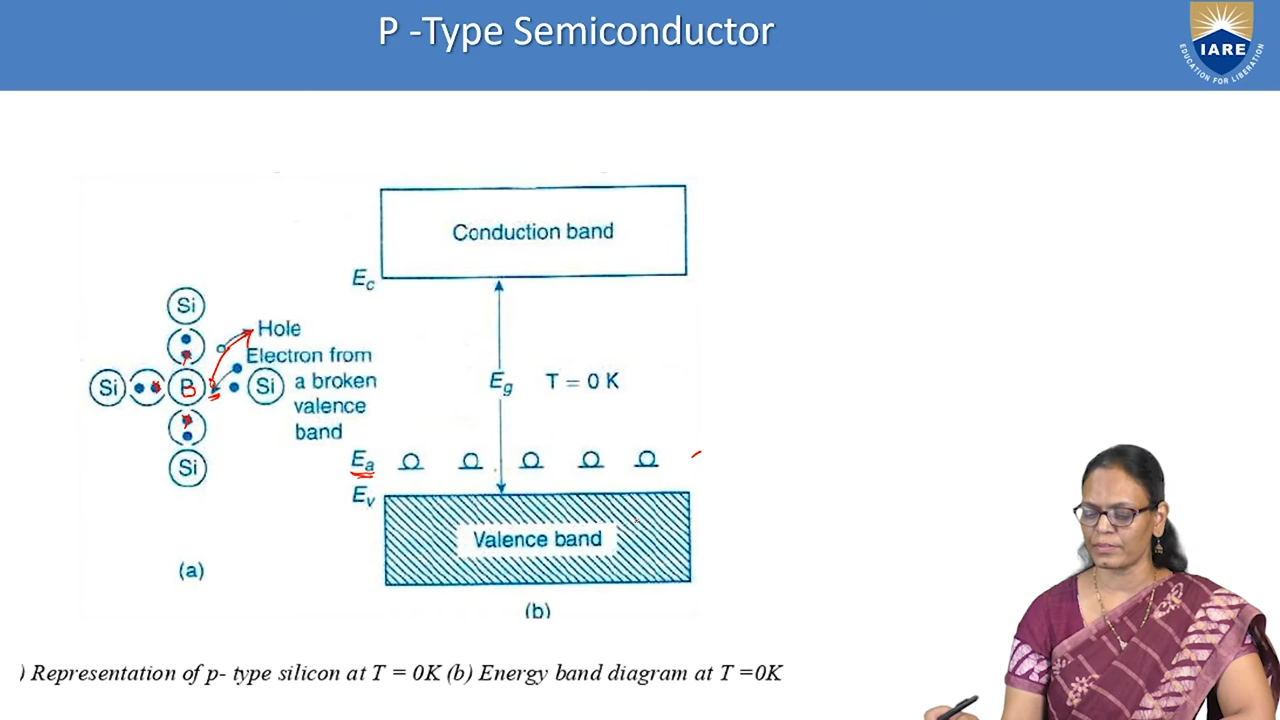 P -Type Semiconductor
IARE
EDUCATION FOR LIBERATION
Conduction band
Ec
Si
Hole
Electron from
a broken
valence
band
Si
B
Si
Eg
T = 0 K
Ea
Si
Ev
Valence band
(a)
(b)
) Representation of p- type silicon at T = 0K (b) Energy band diagram at T =0K